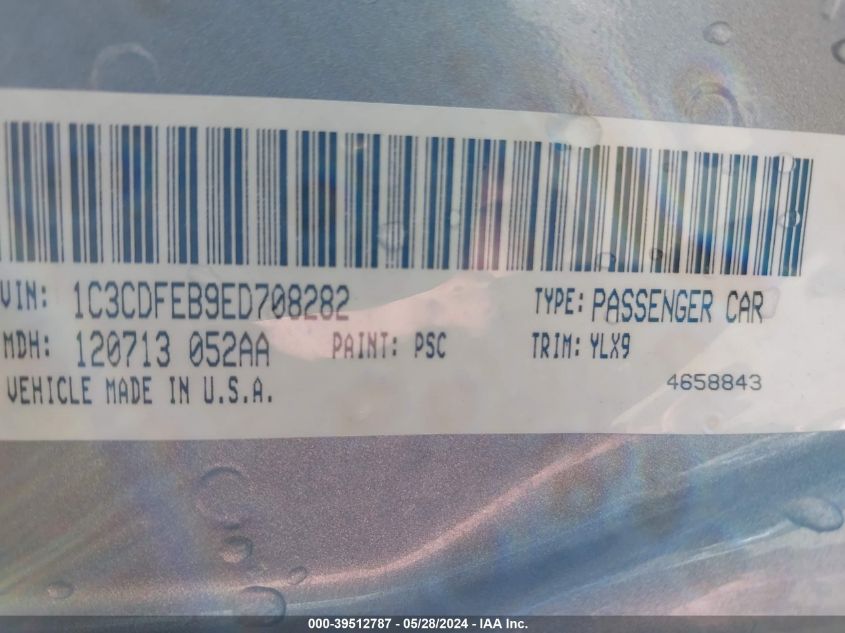 VIN: 1C3CDFEB9ED708282 TYPE: PASSENGER CAR
MDH: 120713 052AA PAINT: PSC TRIM: YLX9
VEHICLE MADE IN U.S.A. 4658843
000-39512787 - 05/28/2024 - IAA Inc.